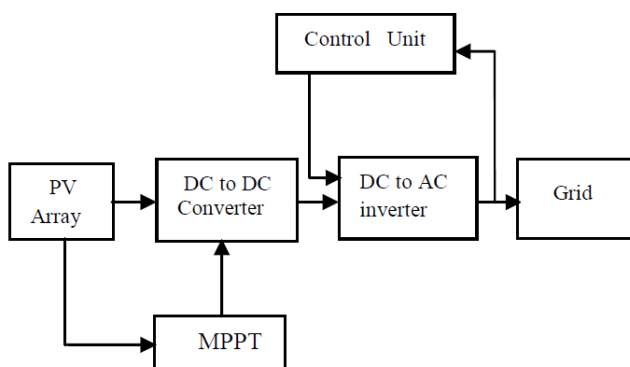 Control Unit
PV
Array
DC to DC
Converter
DC to AC
inverter
Grid
MPPT